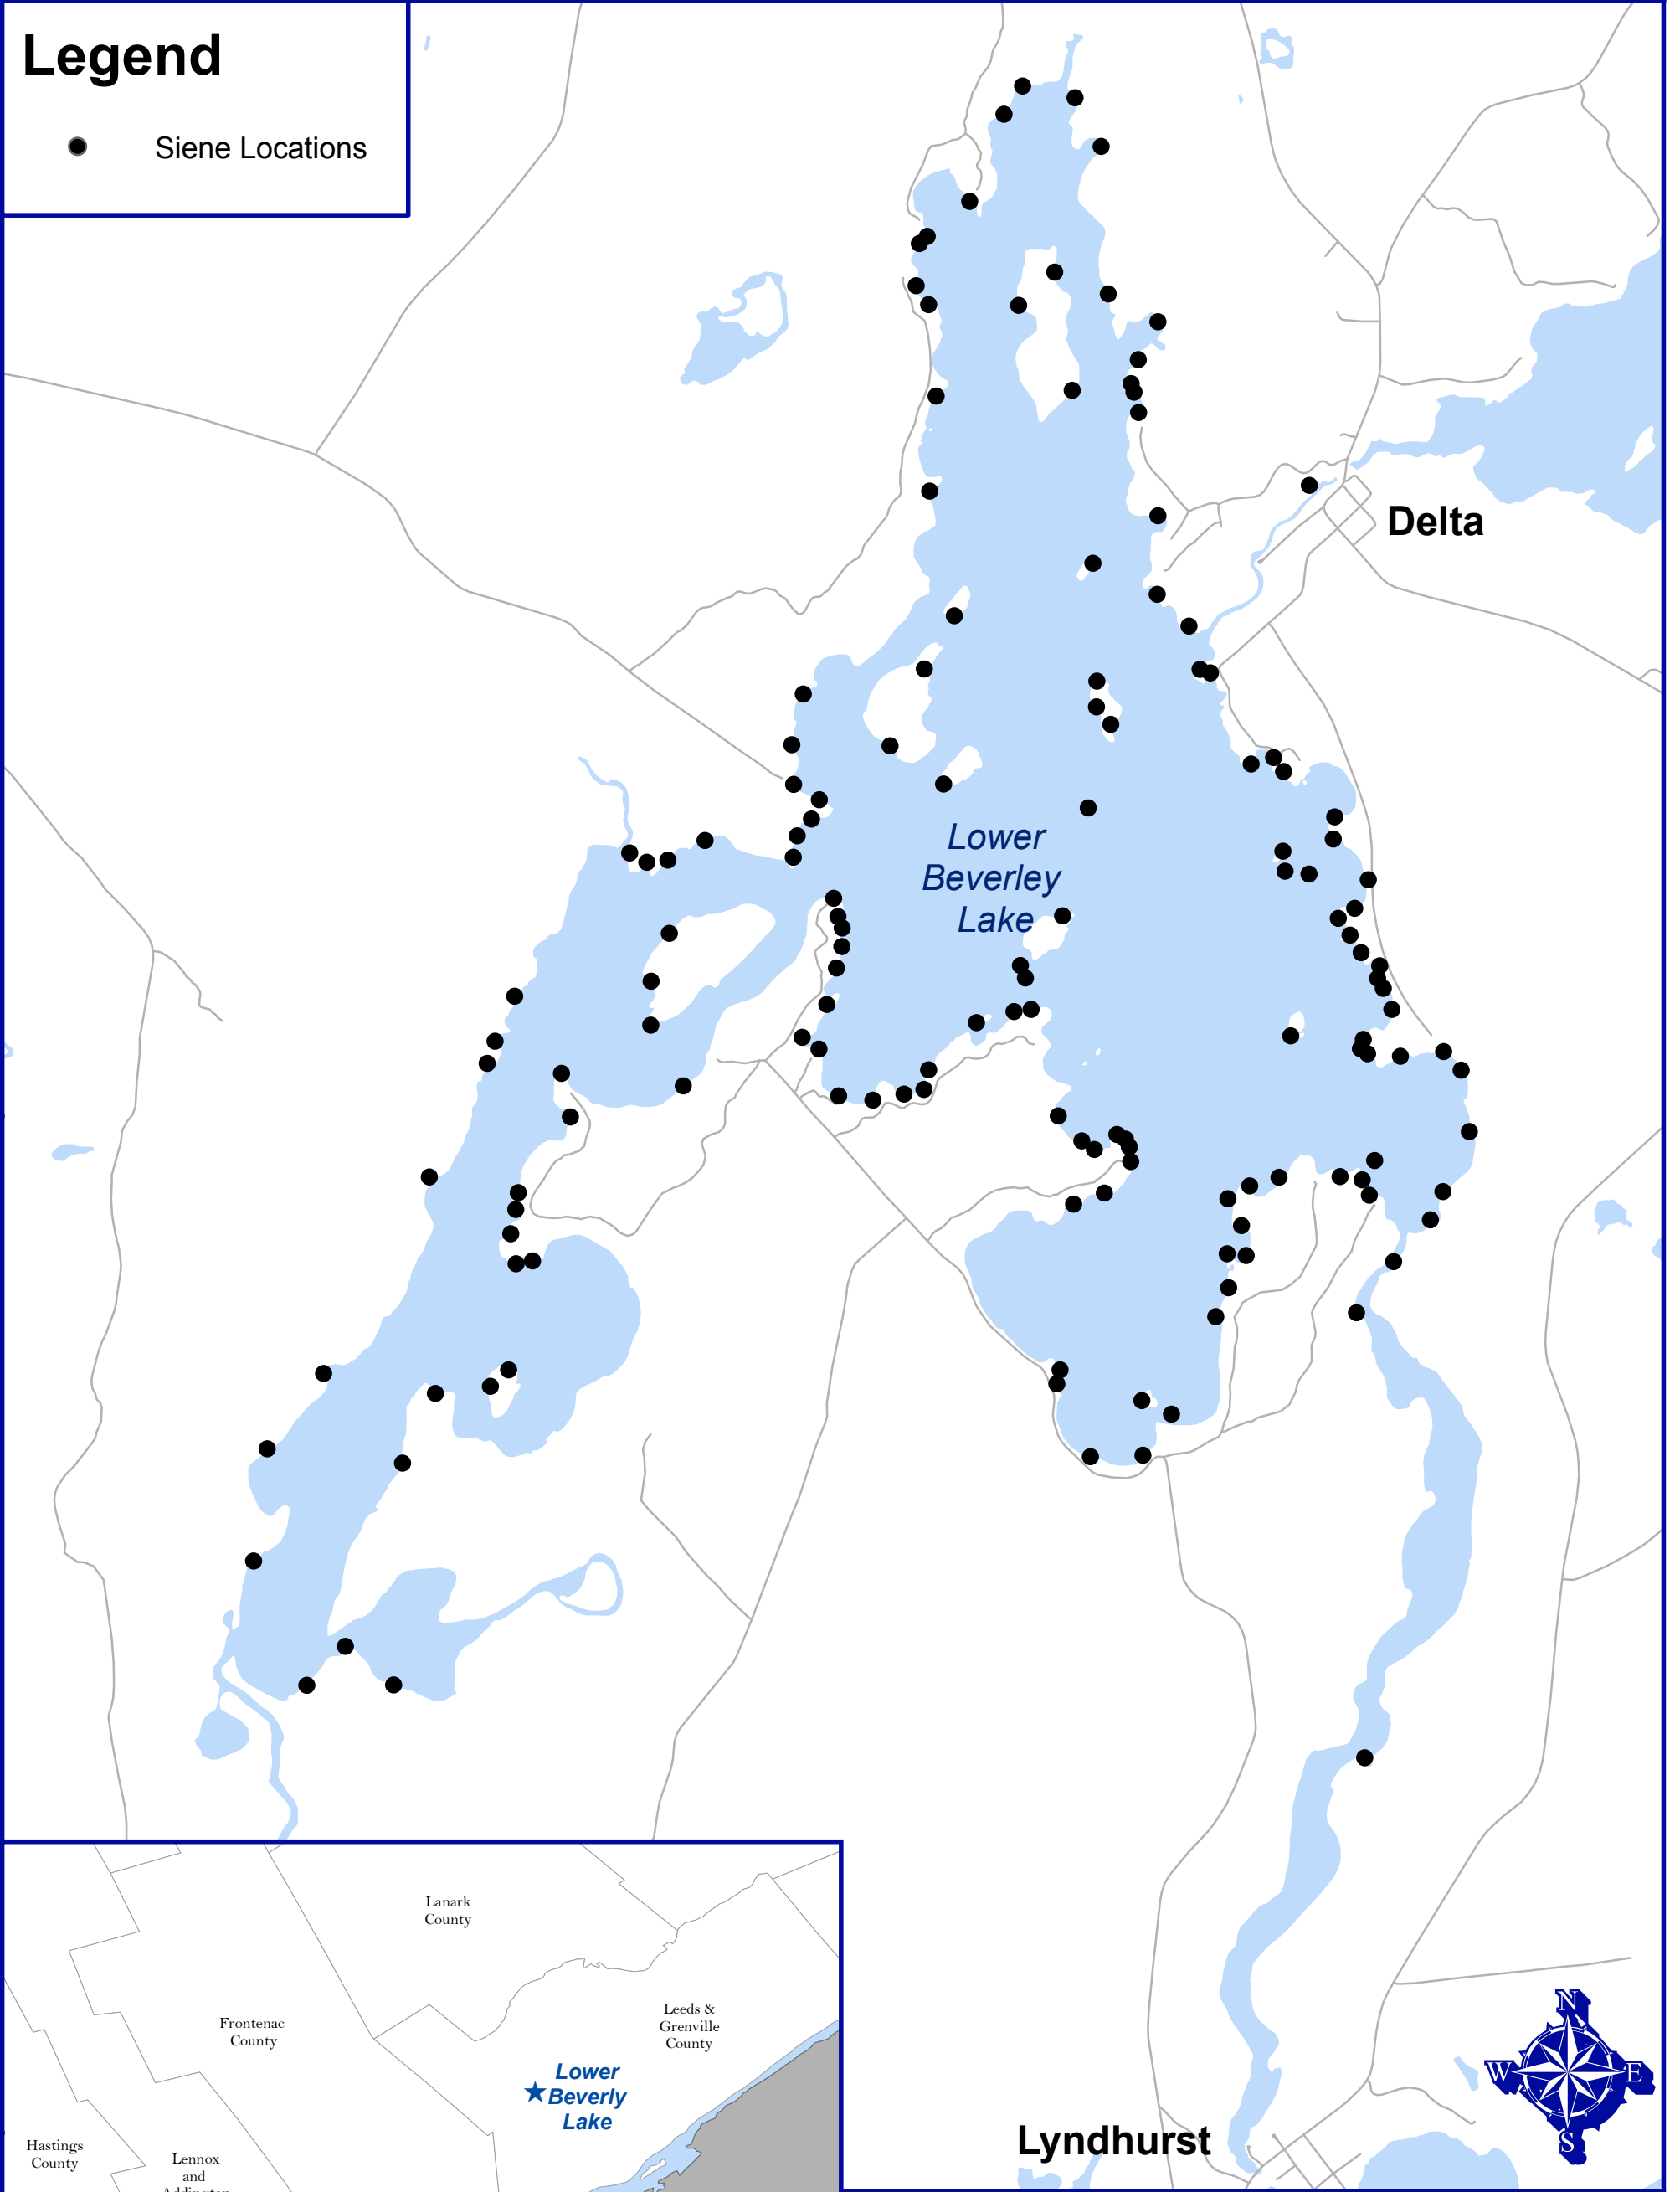 Legend
Siene Locations
Delta
Lower
Beverley
Lake
Lanark
County
Frontenac
County
Leeds &
Grenville
County
Lower
Beverly
Lake
Hastings
County
Lennox
and
Lyndhurst
N
W
E
S